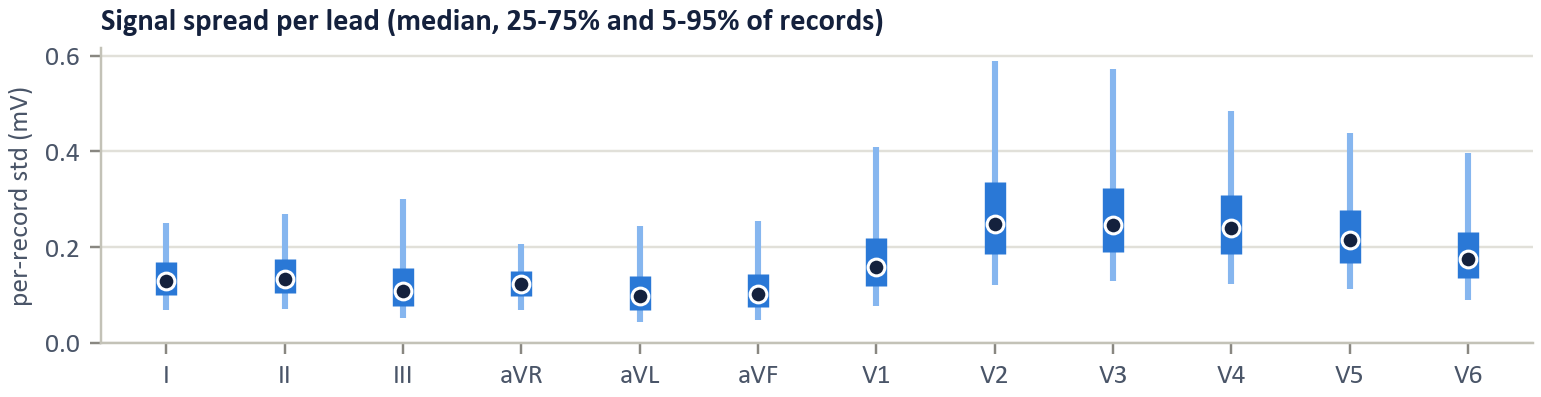 Signal spread per lead (median, 25-75% and 5-95% of records)
per-record std (mV)
0.6
0.4
0.2
0.0
I II III aVR aVL aVF V1 V2 V3 V4 V5 V6